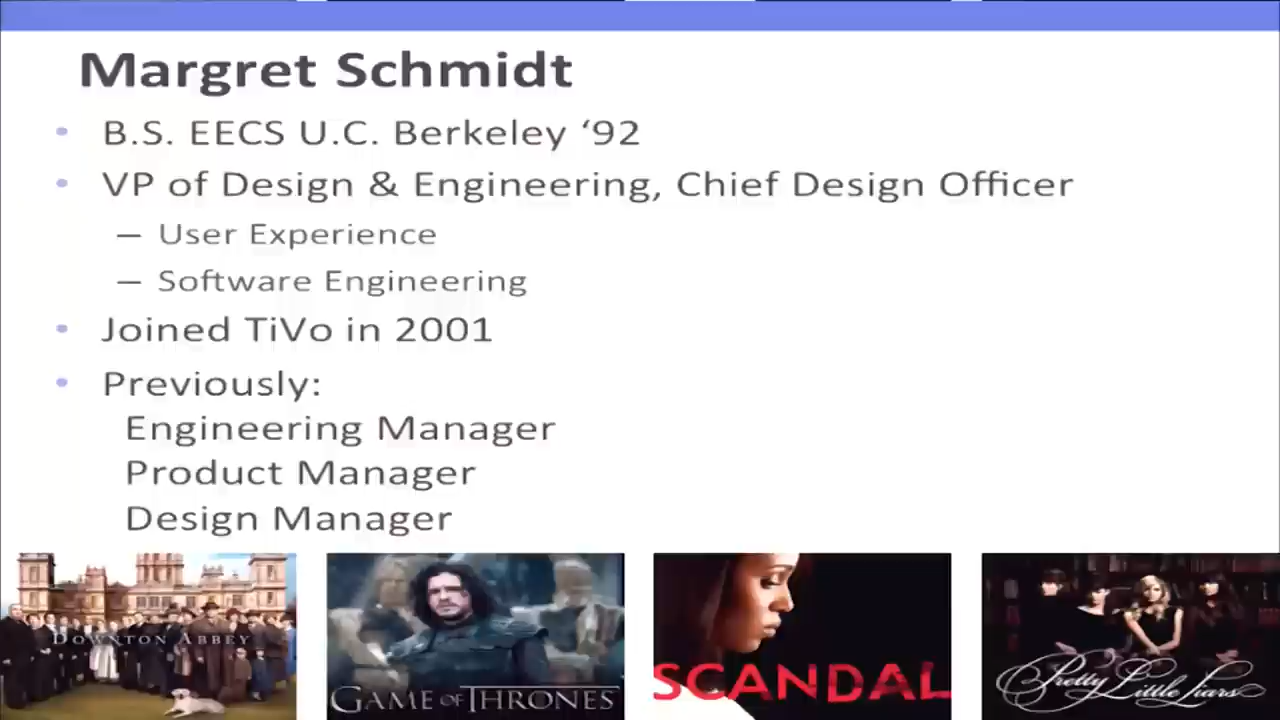 Margret Schmidt
• B.S. EECS U.C. Berkeley ‘92
• VP of Design & Engineering, Chief Design Officer
– User Experience
– Software Engineering
• Joined TiVo in 2001
• Previously:
Engineering Manager
Product Manager
Design Manager
DOWNTON ABBEY
GAME OF THRONES
SCANDAL
Pretty Little Liars